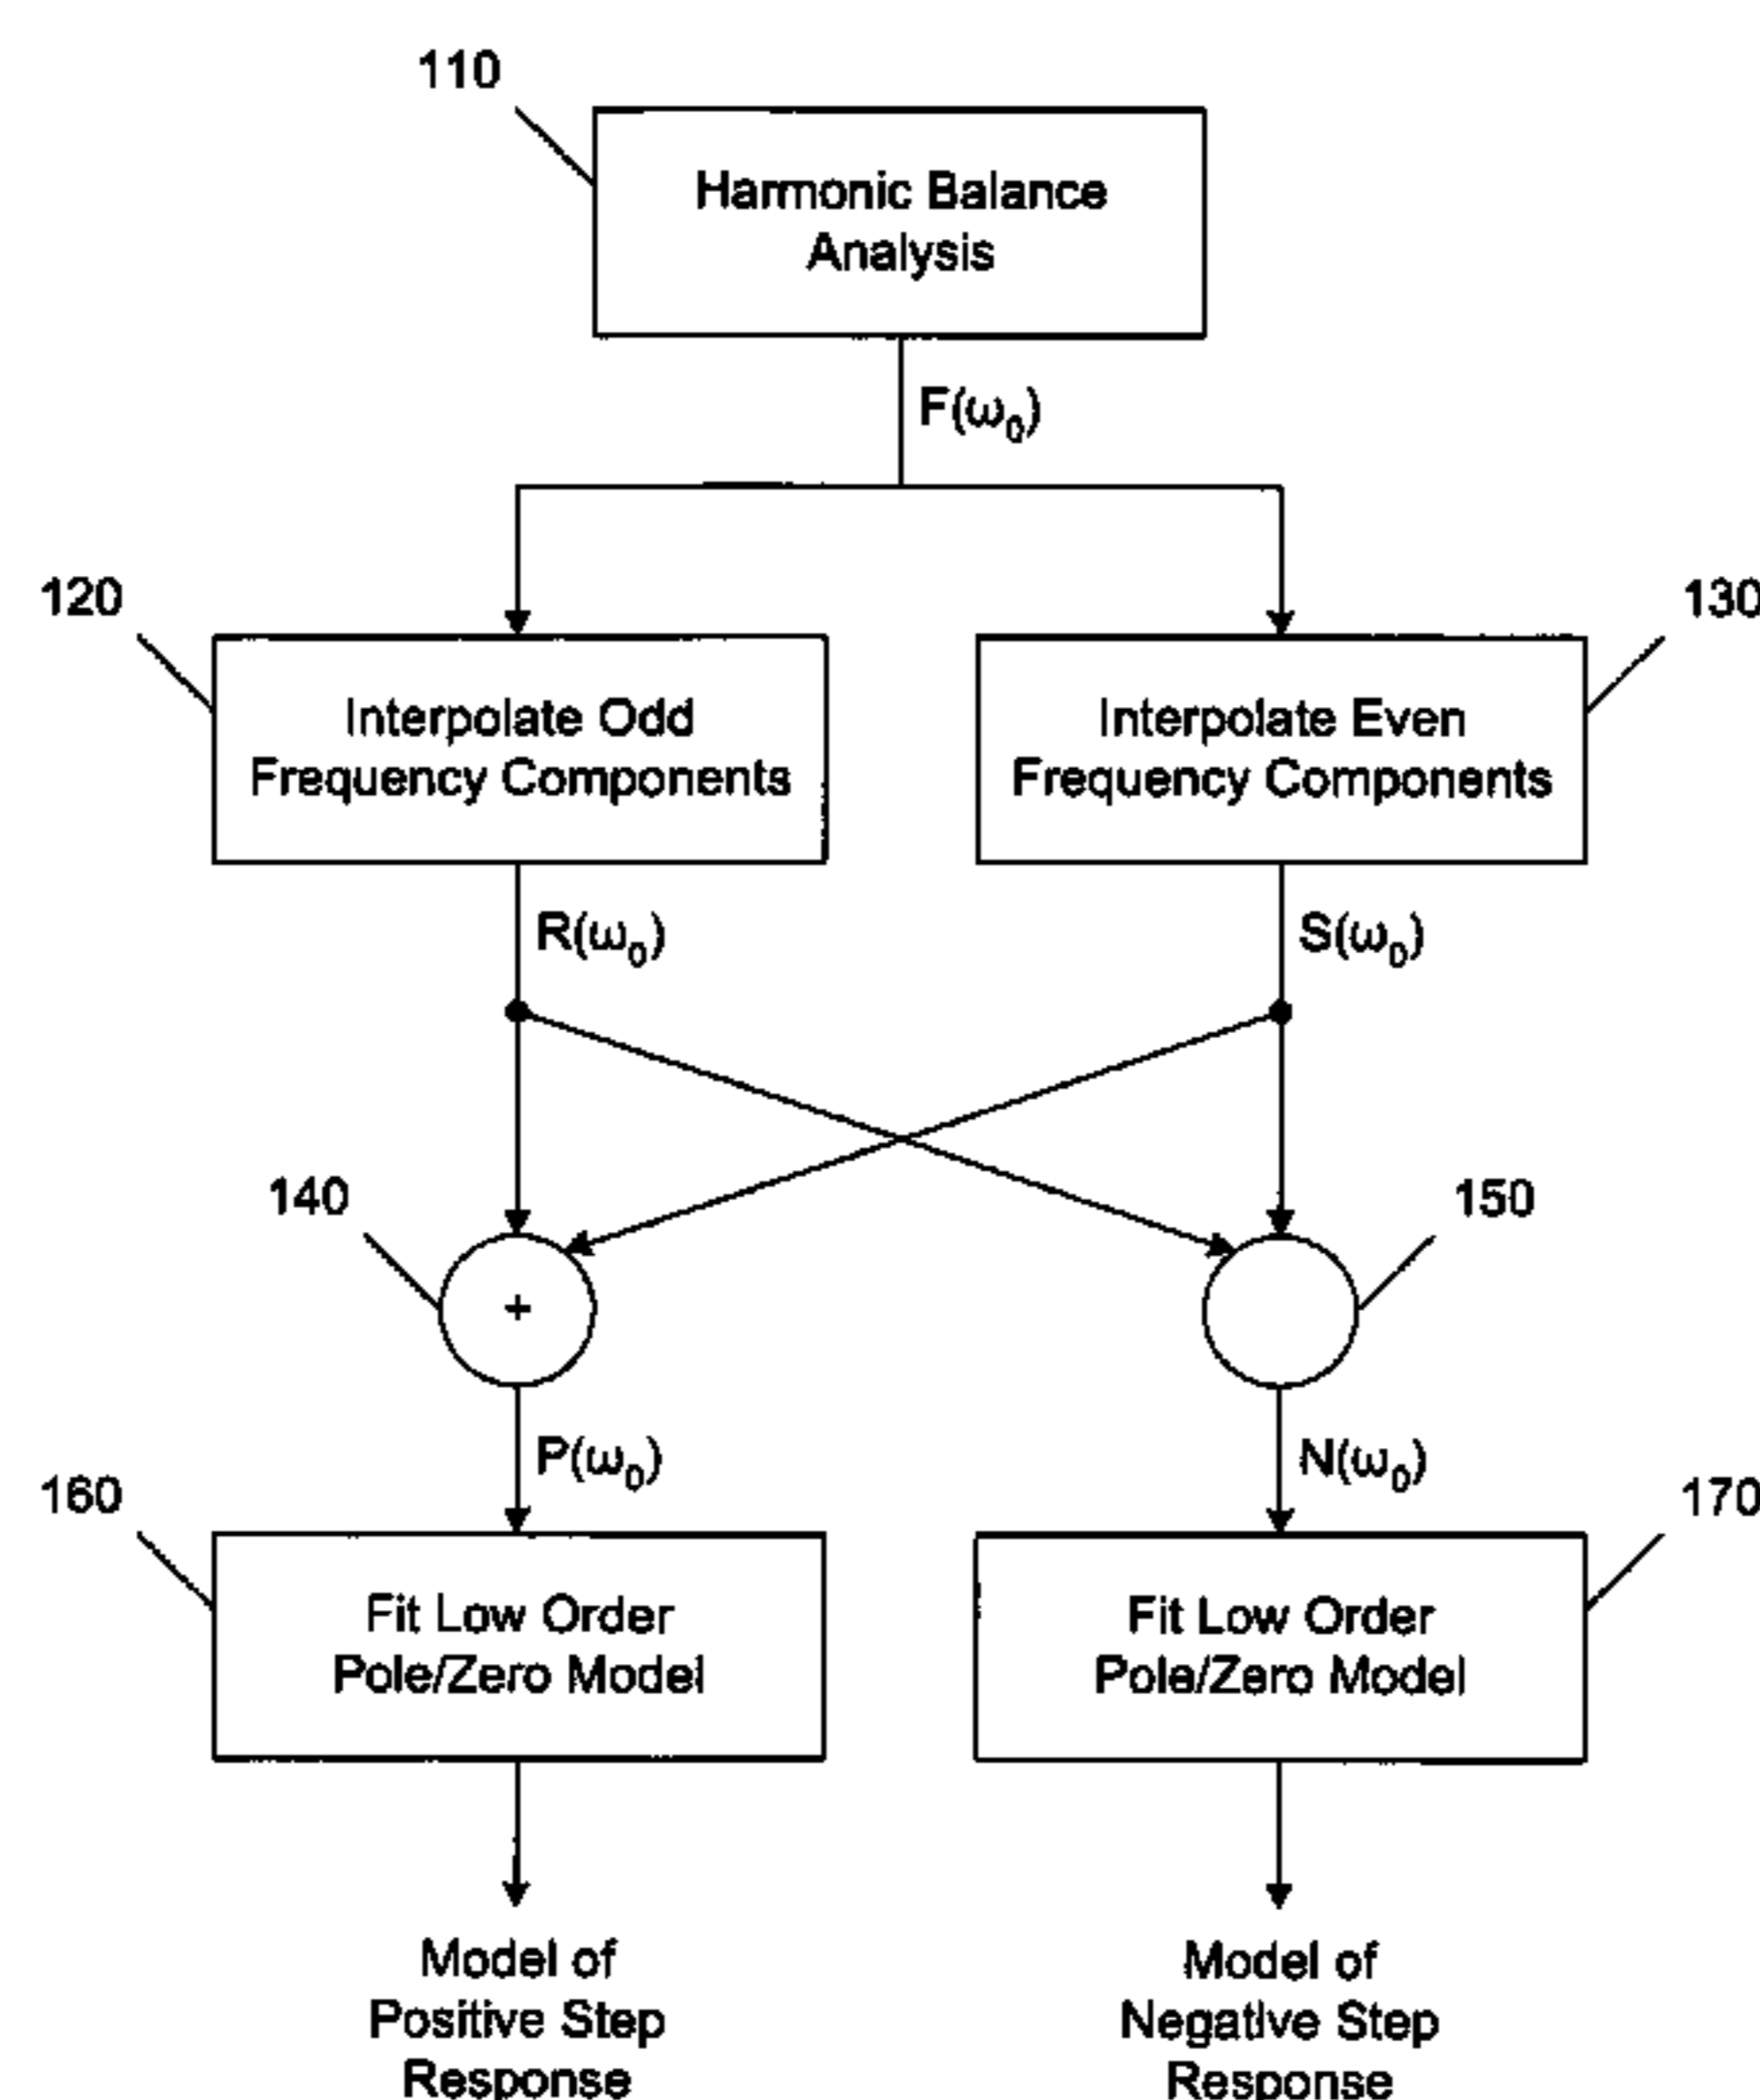 110
Harmonic Balance
Analysis
F(ω₀)
120
130
Interpolate Odd
Frequency Components
Interpolate Even
Frequency Components
R(ω₀)
S(ω₀)
140
150
+
P(ω₀)
N(ω₀)
160
170
Fit Low Order
Pole/Zero Model
Fit Low Order
Pole/Zero Model
Model of
Positive Step
Response
Model of
Negative Step
Response